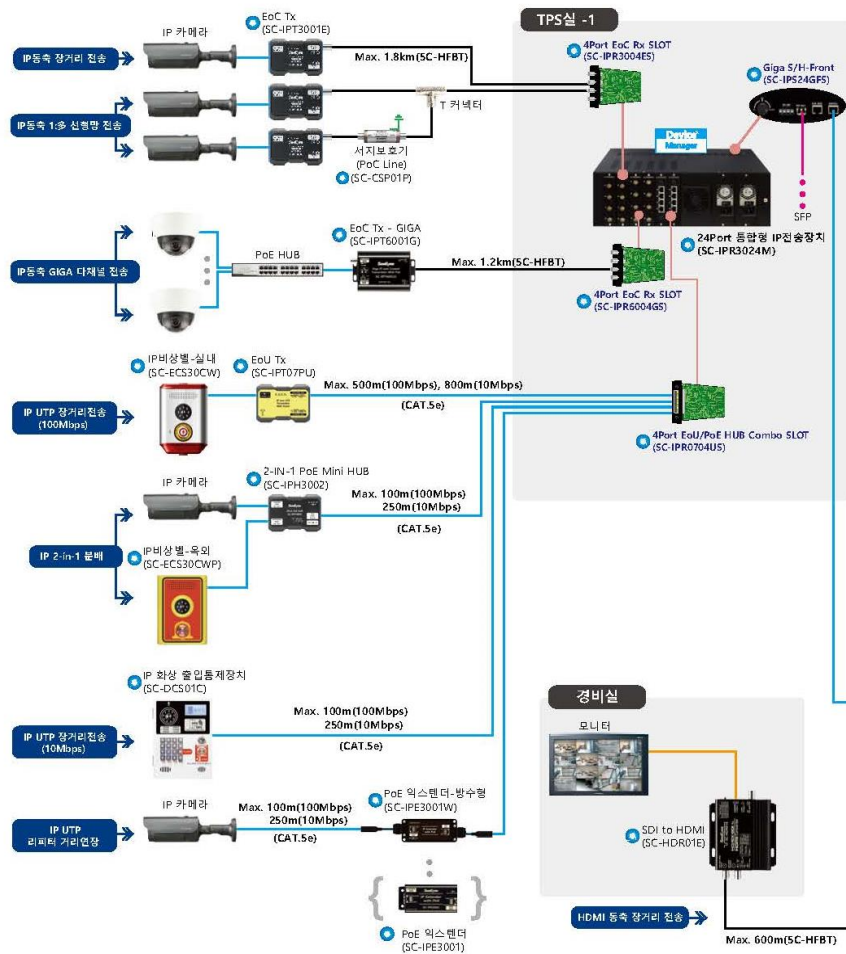 TPS실 -1
IP 카메라
EoC Tx
(SC-IPT3001E)
IP동축 장거리 전송
Max. 1.8km(5C-HFBT)
4Port EoC Rx SLOT
(SC-IPR3004ES)
Giga S/H-Front
(SC-IPS24GFS)
T 커넥터
IP동축 1:多 선형망 전송
서지보호기
(PoC Line)
(SC-CSP01P)
Manager
SFP
24Port 통합형 IP전송장치
(SC-IPR3024M)
EoC Tx - GIGA
(SC-IPT6001G)
PoE HUB
IP동축 GIGA 다채널 전송
Max. 1.2km(5C-HFBT)
4Port EoC Rx SLOT
(SC-IPR6004GS)
IP비상벨-실내
(SC-ECS30CW)
EoU Tx
(SC-IPT07PU)
Max. 500m(100Mbps), 800m(10Mbps)
(CAT.5e)
IP UTP 장거리전송
(100Mbps)
4Port EoU/PoE HUB Combo SLOT
(SC-IPR0704US)
IP 카메라
2-IN-1 PoE Mini HUB
(SC-IPH3002)
Max. 100m(100Mbps)
250m(10Mbps)
(CAT.5e)
IP 2-in-1 분배
IP비상벨-옥외
(SC-ECS30CWP)
IP 화상 출입통제장치
(SC-DCS01C)
Max. 100m(100Mbps)
250m(10Mbps)
(CAT.5e)
IP UTP 장거리전송
(10Mbps)
경비실
모니터
IP 카메라
Max. 100m(100Mbps)
250m(10Mbps)
(CAT.5e)
PoE 익스텐더-방수형
(SC-IPE3001W)
IP UTP
리피터 거리연장
SDI to HDMI
(SC-HDR01E)
PoE 익스텐더
(SC-IPE3001)
HDMI 동축 장거리 전송
Max. 600m(5C-HFBT)